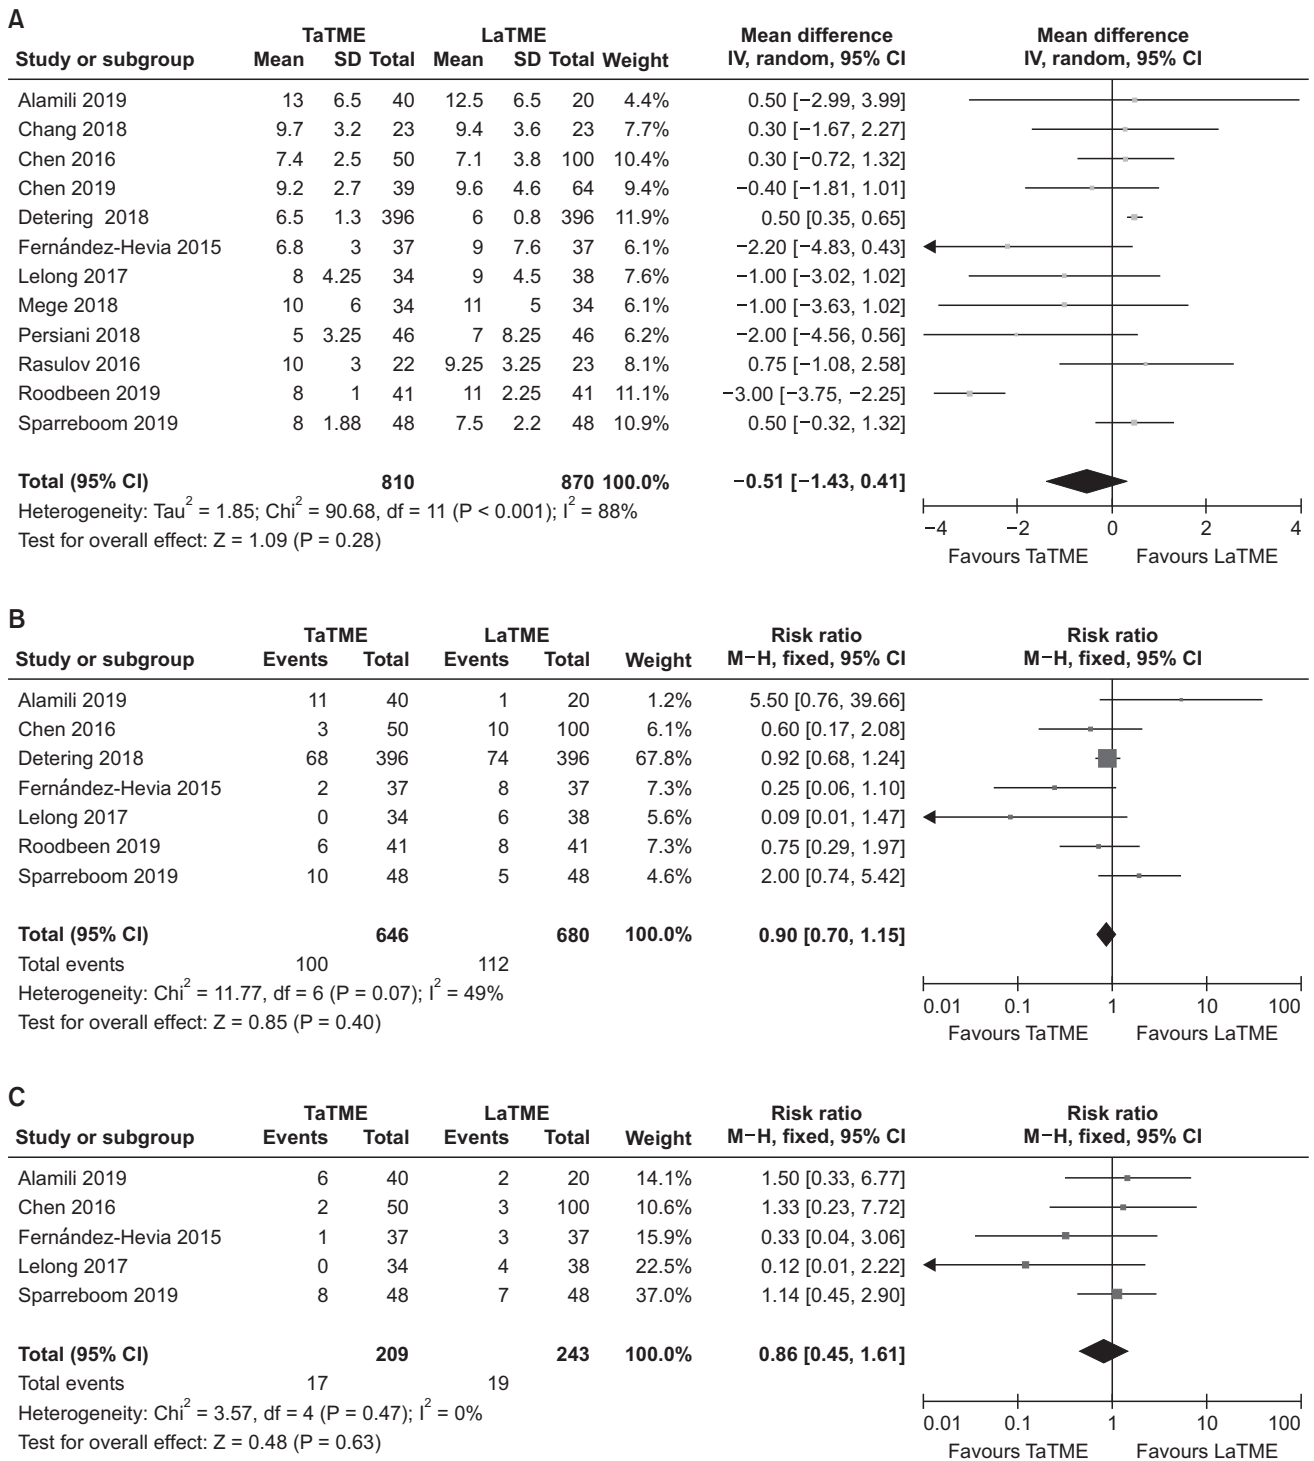 A
TaTME LaTME Mean difference Mean difference
Study or subgroup Mean SD Total Mean SD Total Weight IV, random, 95% CI IV, random, 95% CI
Alamili 2019 13 6.5 40 12.5 6.5 20 4.4% 0.50 [−2.99, 3.99]
Chang 2018 9.7 3.2 23 9.4 3.6 23 7.7% 0.30 [−1.67, 2.27]
Chen 2016 7.4 2.5 50 7.1 3.8 100 10.4% 0.30 [−0.72, 1.32]
Chen 2019 9.2 2.7 39 9.6 4.6 64 9.4% −0.40 [−1.81, 1.01]
Detering 2018 6.5 1.3 396 6 0.8 396 11.9% 0.50 [0.35, 0.65]
Fernández-Hevia 2015 6.8 3 37 9 7.6 37 6.1% −2.20 [−4.83, 0.43]
Lelong 2017 8 4.25 34 9 4.5 38 7.6% −1.00 [−3.02, 1.02]
Mege 2018 10 6 34 11 5 34 6.1% −1.00 [−3.63, 1.02]
Persiani 2018 5 3.25 46 7 8.25 46 6.2% −2.00 [−4.56, 0.56]
Rasulov 2016 10 3 22 9.25 3.25 23 8.1% 0.75 [−1.08, 2.58]
Roodbeen 2019 8 1 41 11 2.25 41 11.1% −3.00 [−3.75, −2.25]
Sparreboom 2019 8 1.88 48 7.5 2.2 48 10.9% 0.50 [−0.32, 1.32]
Total (95% CI) 810 870 100.0% −0.51 [−1.43, 0.41]
Heterogeneity: Tau² = 1.85; Chi² = 90.68, df = 11 (P < 0.001); I² = 88%
Test for overall effect: Z = 1.09 (P = 0.28)
−4 −2 0 2 4
Favours TaTME Favours LaTME
B
TaTME LaTME Risk ratio Risk ratio
Study or subgroup Events Total Events Total Weight M−H, fixed, 95% CI M−H, fixed, 95% CI
Alamili 2019 11 40 1 20 1.2% 5.50 [0.76, 39.66]
Chen 2016 3 50 10 100 6.1% 0.60 [0.17, 2.08]
Detering 2018 68 396 74 396 67.8% 0.92 [0.68, 1.24]
Fernández-Hevia 2015 2 37 8 37 7.3% 0.25 [0.06, 1.10]
Lelong 2017 0 34 6 38 5.6% 0.09 [0.01, 1.47]
Roodbeen 2019 6 41 8 41 7.3% 0.75 [0.29, 1.97]
Sparreboom 2019 10 48 5 48 4.6% 2.00 [0.74, 5.42]
Total (95% CI) 646 680 100.0% 0.90 [0.70, 1.15]
Total events 100 112
Heterogeneity: Chi² = 11.77, df = 6 (P = 0.07); I² = 49%
Test for overall effect: Z = 0.85 (P = 0.40)
0.01 0.1 1 10 100
Favours TaTME Favours LaTME
C
TaTME LaTME Risk ratio Risk ratio
Study or subgroup Events Total Events Total Weight M−H, fixed, 95% CI M−H, fixed, 95% CI
Alamili 2019 6 40 2 20 14.1% 1.50 [0.33, 6.77]
Chen 2016 2 50 3 100 10.6% 1.33 [0.23, 7.72]
Fernández-Hevia 2015 1 37 3 37 15.9% 0.33 [0.04, 3.06]
Lelong 2017 0 34 4 38 22.5% 0.12 [0.01, 2.22]
Sparreboom 2019 8 48 7 48 37.0% 1.14 [0.45, 2.90]
Total (95% CI) 209 243 100.0% 0.86 [0.45, 1.61]
Total events 17 19
Heterogeneity: Chi² = 3.57, df = 4 (P = 0.47); I² = 0%
Test for overall effect: Z = 0.48 (P = 0.63)
0.01 0.1 1 10 100
Favours TaTME Favours LaTME